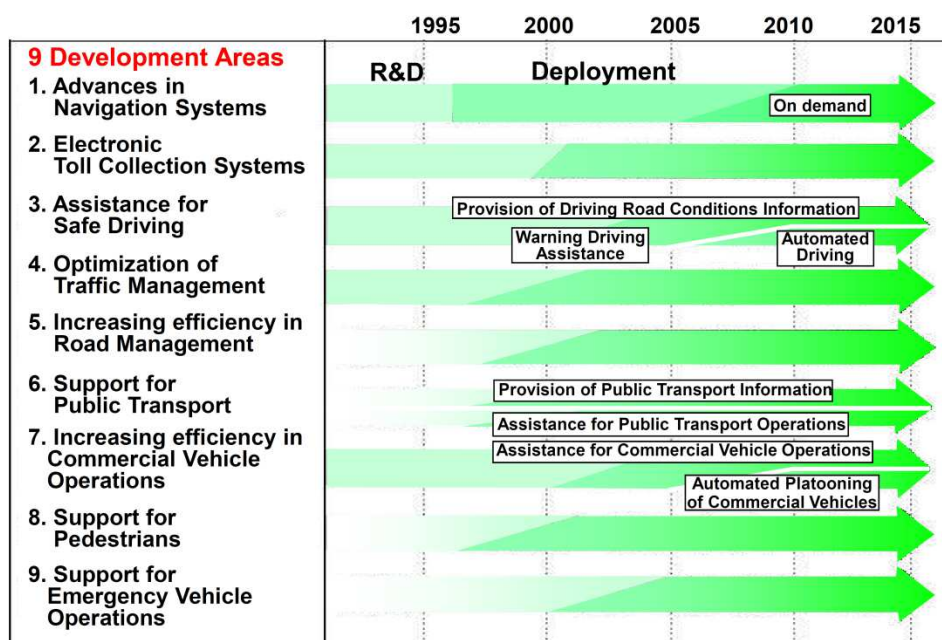 1995 2000 2005 2010 2015
9 Development Areas
R&D Deployment
1. Advances in
Navigation Systems
On demand
2. Electronic
Toll Collection Systems
3. Assistance for
Safe Driving
Provision of Driving Road Conditions Information
Warning Driving
Assistance
Automated
Driving
4. Optimization of
Traffic Management
5. Increasing efficiency in
Road Management
6. Support for
Public Transport
Provision of Public Transport Information
Assistance for Public Transport Operations
7. Increasing efficiency in
Commercial Vehicle
Operations
Assistance for Commercial Vehicle Operations
Automated Platooning
of Commercial Vehicles
8. Support for
Pedestrians
9. Support for
Emergency Vehicle
Operations